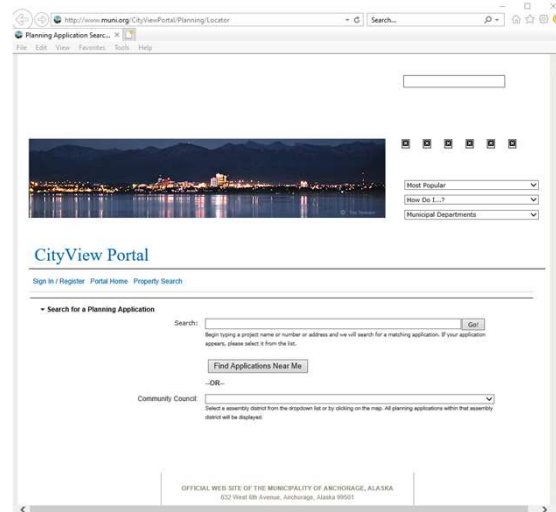 http://www.muni.org/CityViewPortal/Planning/Locator
Search...
Planning Application Searc...
File Edit View Favorites Tools Help
Most Popular
How Do I...?
Municipal Departments
CityView Portal
Sign In / Register Portal Home Property Search
Search for a Planning Application
Search:
Go!
Begin typing a project name or number or address and we will search for a matching application. If your application
appears, please select it from the list.
Find Applications Near Me
--OR--
Community Council:
Select a assembly district from the dropdown list or by clicking on the map. All planning applications within that assembly
district will be displayed
OFFICIAL WEB SITE OF THE MUNICIPALITY OF ANCHORAGE, ALASKA
632 West 6th Avenue, Anchorage, Alaska 99501